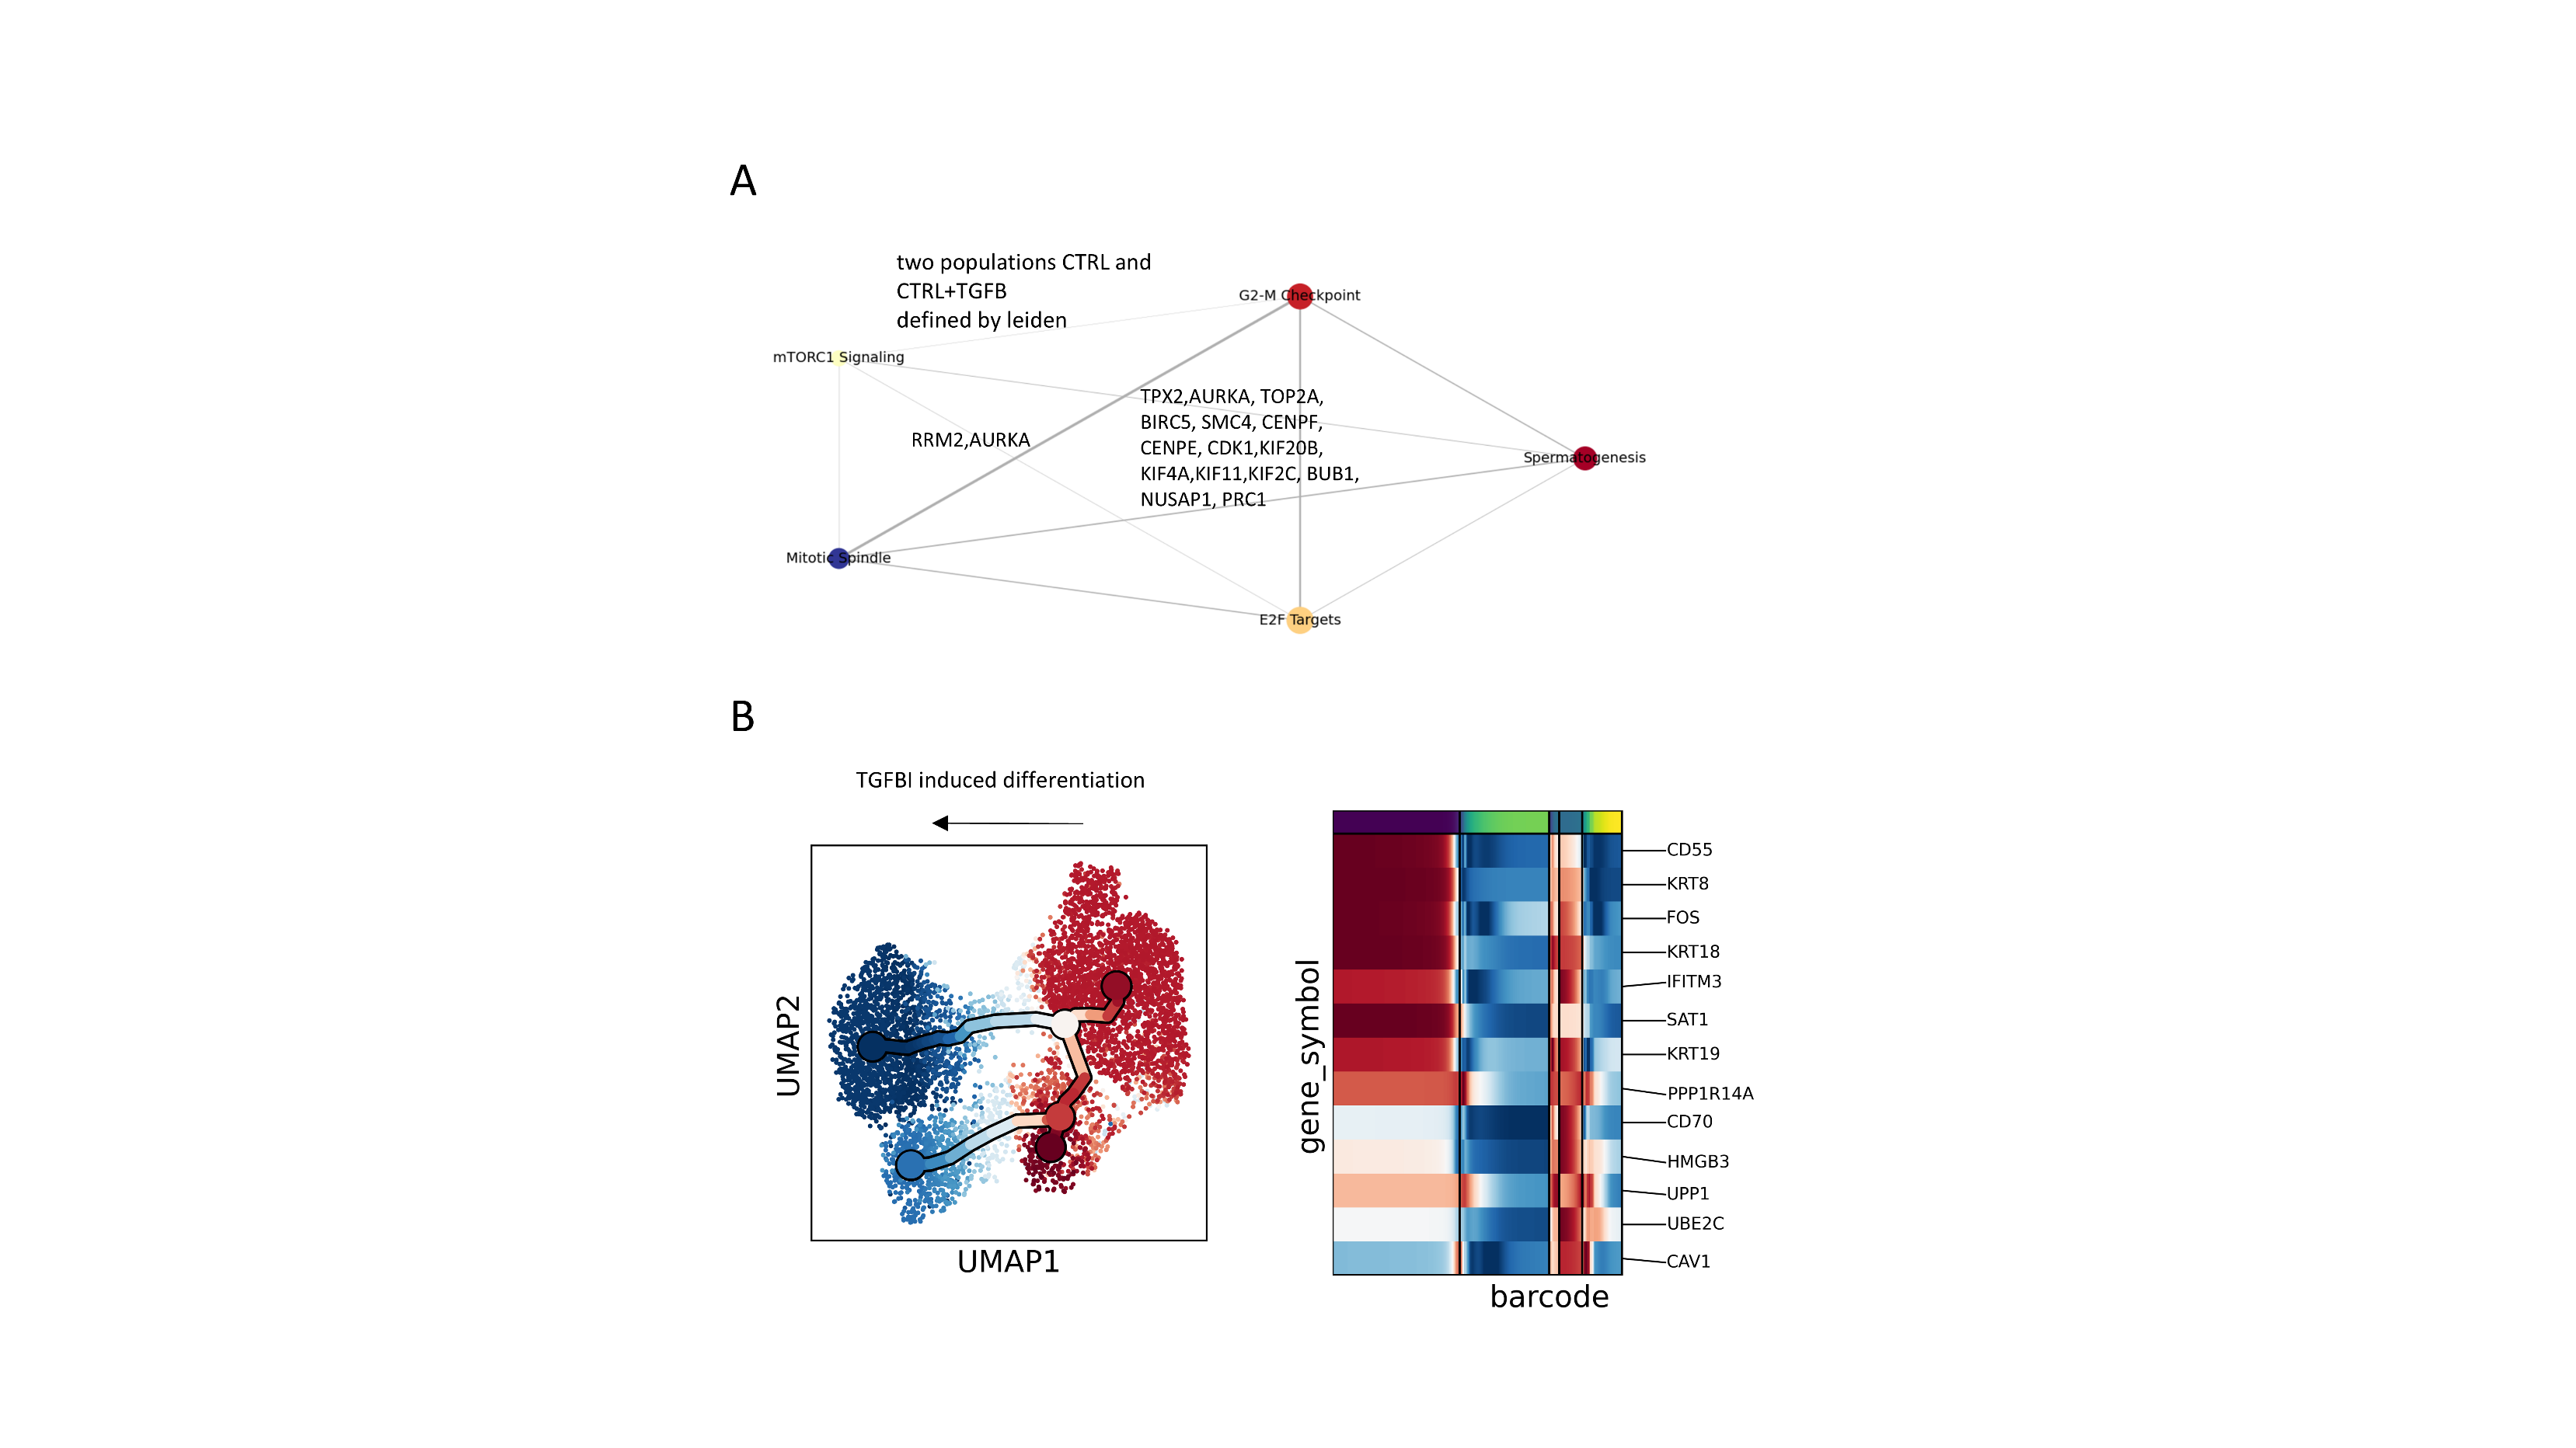 A
two populations CTRL and
CTRL+TGFB
defined by leiden
G2-M Checkpoint
mTORC1 Signaling
TPX2,AURKA, TOP2A,
BIRC5, SMC4, CENPF,
CENPE, CDK1,KIF20B,
KIF4A,KIF11,KIF2C, BUB1,
NUSAP1, PRC1
RRM2,AURKA
Spermatogenesis
Mitotic Spindle
E2F Targets
B
TGFBI induced differentiation
UMAP2
UMAP1
gene_symbol
CD55
KRT8
FOS
KRT18
IFITM3
SAT1
KRT19
PPP1R14A
CD70
HMGB3
UPP1
UBE2C
CAV1
barcode